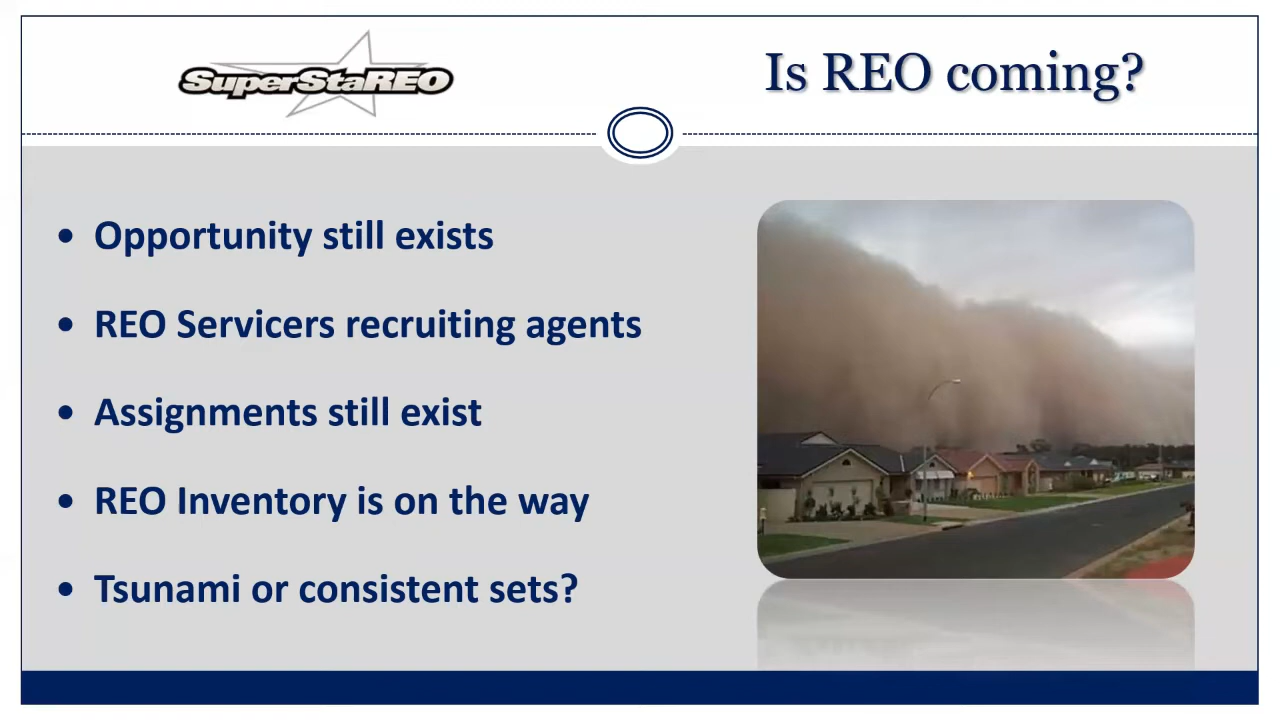 SuperStaREO
Is REO coming?
• Opportunity still exists
• REO Servicers recruiting agents
• Assignments still exist
• REO Inventory is on the way
• Tsunami or consistent sets?